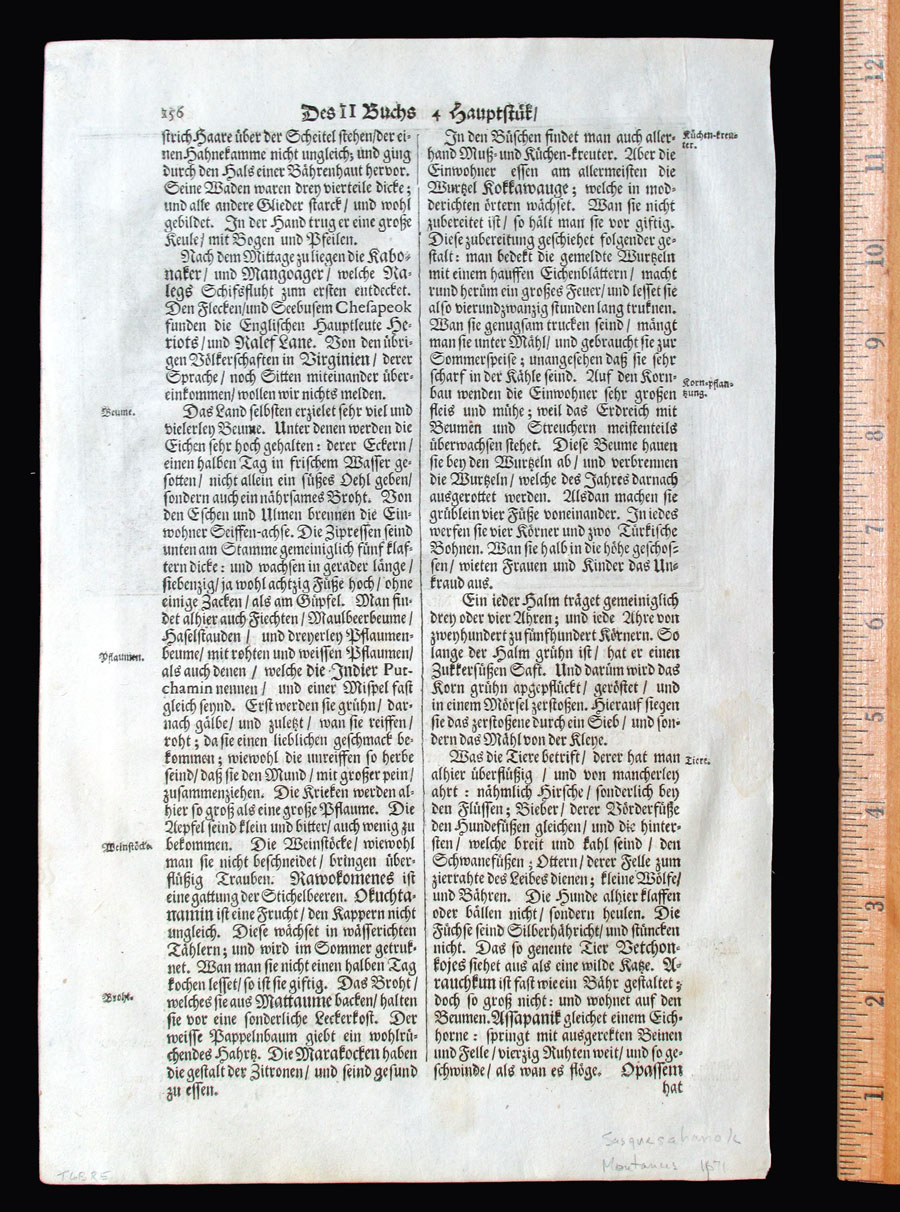 256
Des II Buchs 4 Hauptstük/
strich Haare über der Scheitel stehen/der ei-
nen Hahnekamme nicht ungleich; und ging
durch den Hals einer Bährenhaut hervor.
Seine Waden waren drey vierteile dicke;
und alle andere Glieder starck/ und wohl
gebildet. In der Hand trug er eine große
Keule/ mit Bogen und Pfeilen.
Nach dem Mittage zu liegen die Kabo-
naker/ und Mangoager/ welche Ra-
legs Schifsfluht zum ersten entdecket.
Den Flecken/und Seebusem Chesapeok
funden die Englischen Hauptleute He-
riots/ und Ralef Lane. Von den übri-
gen Völkerschaften in Virginien/ derer
Sprache/ noch Sitten miteinander über-
einkommen/ wollen wir nichts melden.
Beume.
Das Land selbsten erzielet sehr viel und
vielerley Beume. Unter denen werden die
Eichen sehr hoch gehalten: derer Eckern/
einen halben Tag in frischem Wasser ge-
sotten/ nicht allein ein süßes Oehl geben/
sondern auch ein nährsames Broht. Von
den Eschen und Ulmen brennen die Ein-
wohner Seiffen-achse. Die Zipressen seind
unten am Stamme gemeiniglich fünf klaf-
tern dicke: und wachsen in gerader länge/
siebenzig/ ja wohl achtzig Füße hoch/ ohne
einige Zacken/ als am Güpfel. Man fin-
det alhier auch Fiechten/ Maulbeerbeume/
Haselstauden/ und dreyerley Pflaumen-
Pflaumen.
beume/ mit rohten und weissen Pflaumen/
als auch denen/ welche die Indier Put-
chamin nennen/ und einer Mispel fast
gleich seynd. Erst werden sie grühn/ dar-
nach gälbe/ und zuletzt/ wan sie reiffen/
roht; da sie einen lieblichen geschmack be-
kommen; wiewohl die unreiffen so herbe
seind/ daß sie den Mund/ mit großer pein/
zusammenziehen. Die Krieken werden al-
hier so groß als eine große Pflaume. Die
Aepfel seind klein und bitter/ auch wenig zu
Weinstöcke.
bekommen. Die Weinstöcke/ wiewohl
man sie nicht beschneidet/ bringen über-
flüßig Trauben. Rawokomenes ist
eine gattung der Stichelbeeren. Okuchta-
namin ist eine Frucht/ den Kappern nicht
ungleich. Diese wächset in wässerichten
Tählern; und wird im Sommer getruk-
net. Wan man sie nicht einen halben Tag
kochen lesset/ so ist sie giftig. Das Broht/
Broht.
welches sie aus Mattaume backen/ halten
sie vor eine sonderliche Leckerkost. Der
weisse Pappelnbaum giebt ein wohlrü-
chendes Hahrtz. Die Marakocken haben
die gestalt der Zitronen/ und seind gesund
zu essen.
In den Büschen findet man auch aller-
Küchen-kreu-
ter.
hand Muß- und Küchen-kreuter. Aber die
Einwohner essen am allermeisten die
Wurtzel Kokkawauge; welche in mod-
derichten örtern wächset. Wan sie nicht
zubereitet ist/ so hält man sie vor giftig.
Diese zubereitung geschiehet folgender ge-
stalt: man bedekt die gemeldte Wurtzeln
mit einem hauffen Eichenblättern/ macht
rund herüm ein großes Feuer/ und lesset sie
also vierundzwanzig stunden lang truknen.
Wan sie genugsam trucken seind/ mängt
man sie unter Mähl/ und gebraucht sie zur
Sommerspeise; unangesehen daß sie sehr
scharf in der Kähle seind. Auf den Korn-
Korn-pflan-
tzung.
bau wenden die Einwohner sehr großen
fleis und mühe; weil das Erdreich mit
Beumen und Streuchern meistenteils
überwachsen stehet. Diese Beume hauen
sie bey den Wurtzeln ab/ und verbrennen
die Wurtzeln/ welche des Jahres darnach
ausgerottet werden. Alsdan machen sie
grüblein vier Füße voneinander. In iedes
werfen sie vier Körner und zwo Türkische
Bohnen. Wan sie halb in die höhe geschos-
sen/ wieten Frauen und Kinder das Un-
kraud aus.
Ein ieder Halm träget gemeiniglich
drey oder vier Ahren; und iede Ahre von
zweyhundert zu fünfhundert Körnern. So
lange der Halm grühn ist/ hat er einen
Zukkersüßen Saft. Und darüm wird das
Korn grühn apgepflückt/ geröstet/ und
in einem Mörsel zerstoßen. Hierauf siegen
sie das zerstoßene durch ein Sieb/ und son-
dern das Mähl von der Kleye.
Was die Tiere betrift/ derer hat man
Tiere.
alhier überflüßig/ und von mancherley
ahrt: nähmlich Hirsche/ sonderlich bey
den Flüssen; Bieber/ derer Vörderfüße
den Hundefüßen gleichen/ und die hinter-
sten/ welche breit und kahl seind/ den
Schwanefüßen; Ottern/ derer Felle zum
zierrahte des Leibes dienen; kleine Wölfe/
und Bähren. Die Hunde alhier klaffen
oder bällen nicht/ sondern heulen. Die
Füchse seind Silberhähricht/ und stüncken
nicht. Das so genente Tier Vetchon-
kojes siehet aus als eine wilde Katze. A-
rauchkun ist fast wie ein Bähr gestaltet;
doch so groß nicht: und wohnet auf den
Beumen. Assapanik gleichet einem Eich-
horne: springt mit ausgerekten Beinen
und Felle/ vierzig Ruhten weit/ und so ge-
schwinde/ als wan es flöge. Opassem
hat
Susquesahanock
Montanus 1671
TGERE
12
11
10
9
8
7
6
5
4
3
2
1